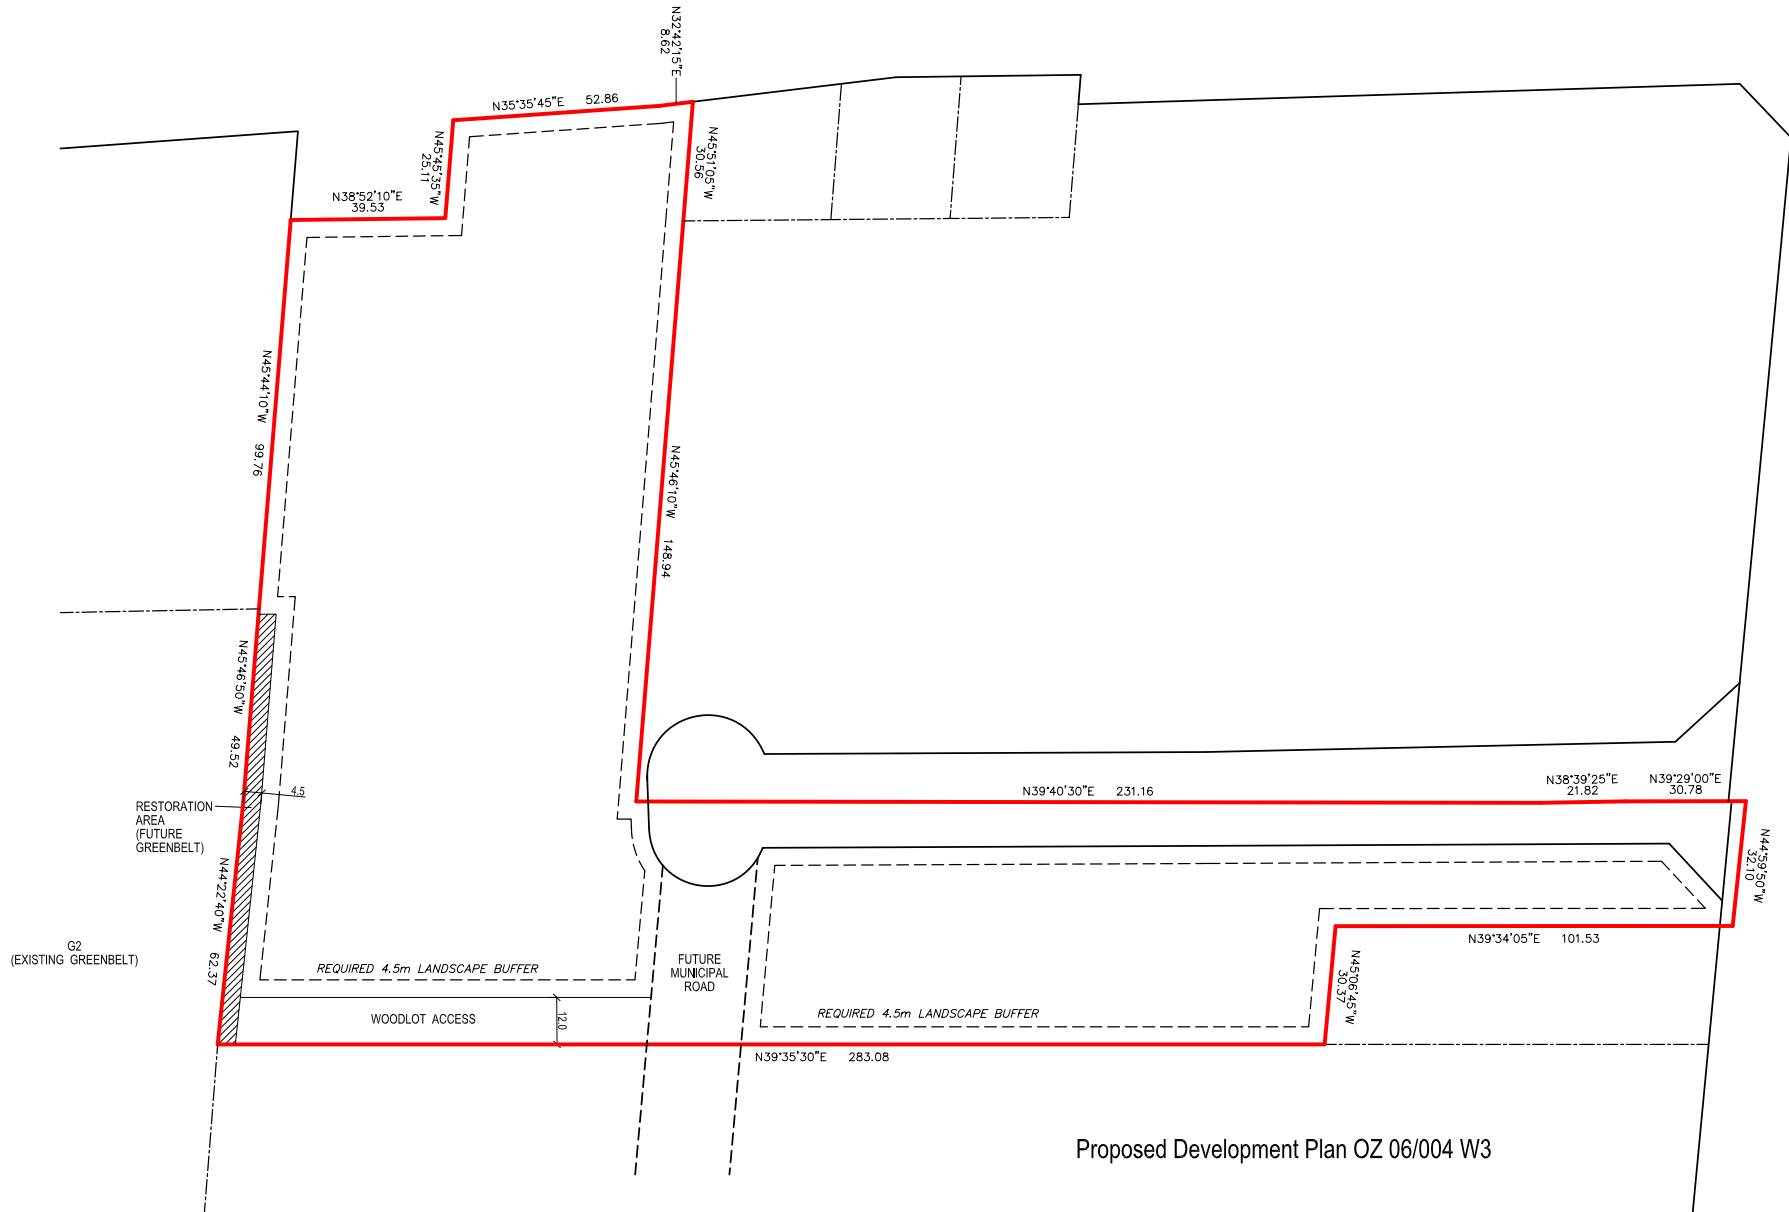 N32°42'15"E
8.62
N35°35'45"E 52.86
N45°45'35"W
25.11
N45°51'05"W
30.56
N38°52'10"E
39.53
N45°44'10"W 99.76
N45°46'10"W 148.94
N45°46'50"W 49.52
4.5
RESTORATION
AREA
(FUTURE
GREENBELT)
N39°40'30"E 231.16
N38°39'25"E
21.82
N39°29'00"E
30.78
N44°59'50"W
32.10
N44°22'40"W 62.37
G2
(EXISTING GREENBELT)
REQUIRED 4.5m LANDSCAPE BUFFER
FUTURE
MUNICIPAL
ROAD
N39°34'05"E 101.53
N45°06'45"W
30.37
WOODLOT ACCESS
12.0
REQUIRED 4.5m LANDSCAPE BUFFER
N39°35'30"E 283.08
Proposed Development Plan OZ 06/004 W3